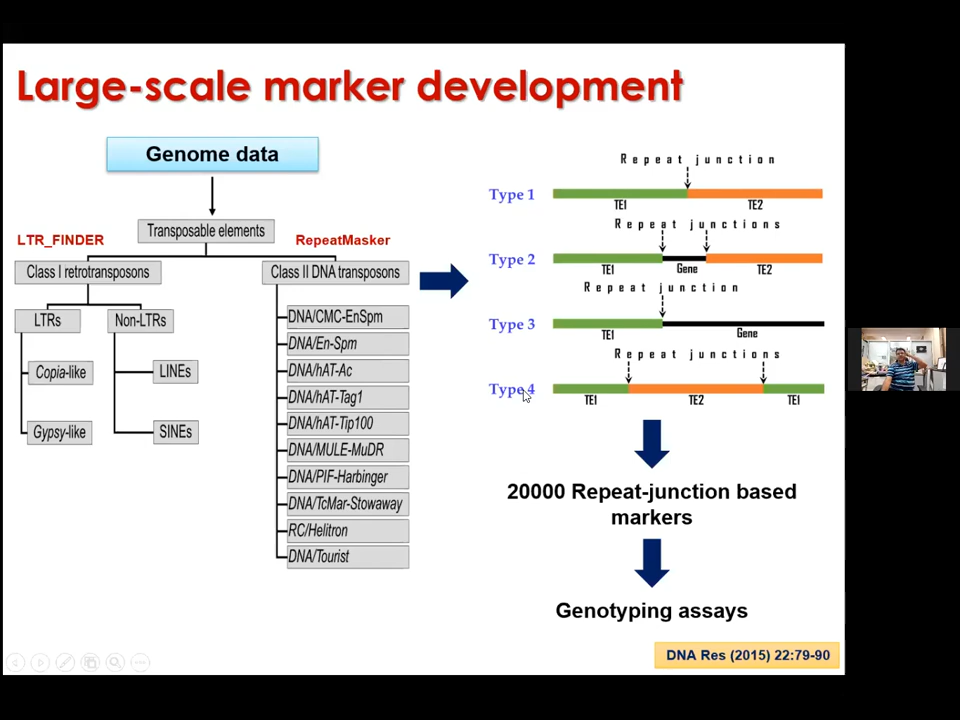 Large-scale marker development
Genome data
Transposable elements
LTR_FINDER
RepeatMasker
Class I retrotransposons
Class II DNA transposons
LTRs
Non-LTRs
Copia-like
LINEs
Gypsy-like
SINEs
DNA/CMC-EnSpm
DNA/En-Spm
DNA/hAT-Ac
DNA/hAT-Tag1
DNA/hAT-Tip100
DNA/MULE-MuDR
DNA/PIF-Harbinger
DNA/TcMar-Stowaway
RC/Helitron
DNA/Tourist
Repeat junction
Type 1
TE1
TE2
Repeat junctions
Type 2
TE1
Gene
TE2
Repeat junction
Type 3
TE1
Gene
Repeat junctions
Type 4
TE1
TE2
TE1
20000 Repeat-junction based
markers
Genotyping assays
DNA Res (2015) 22:79-90